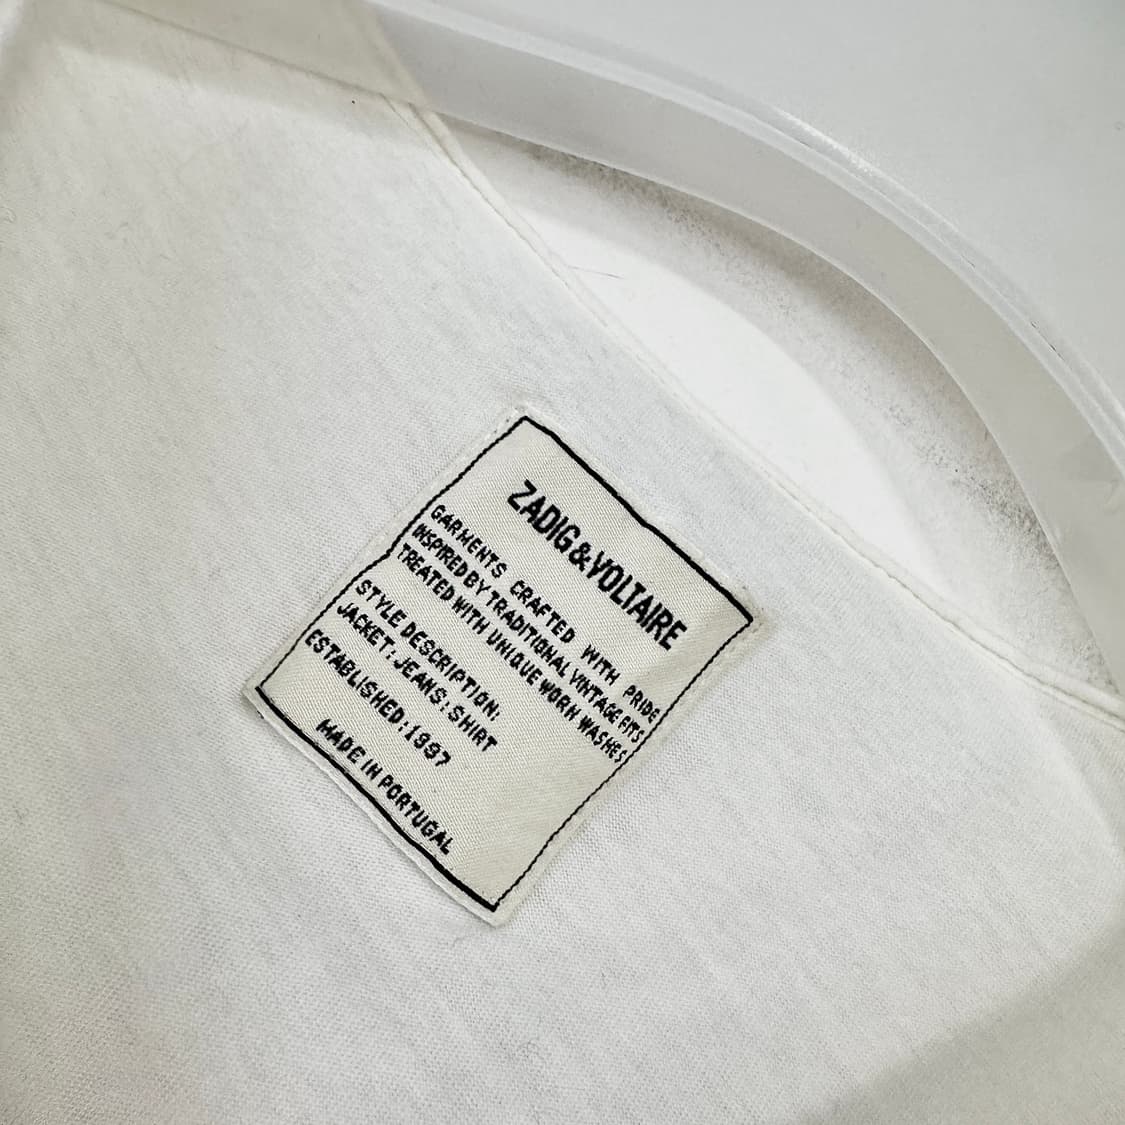 ZADIG&VOLTAIRE
GARMENTS CRAFTED WITH PRIDE
INSPIRED BY TRADITIONAL VINTAGE FITS
TREATED WITH UNIQUE WORN WASHES
STYLE DESCRIPTION:
JACKET: JEANS: SHIRT
ESTABLISHED:1997
MADE IN PORTUGAL